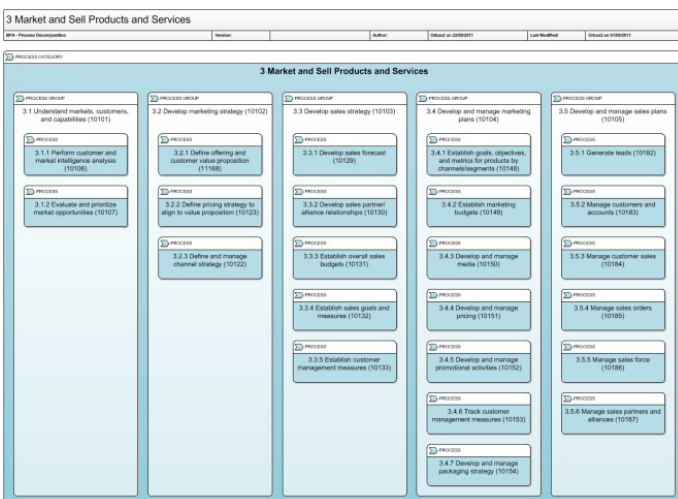 3 Market and Sell Products and Services
BPA - Process Decomposition
Version:
Author:
Orbus2 on 22/08/2011
Last Modified:
Orbus2 on 01/09/2011
PROCESS CATEGORY
3 Market and Sell Products and Services
PROCESS GROUP
3.1 Understand markets, customers,
and capabilities (10101)
PROCESS
3.1.1 Perform customer and
market intelligence analysis
(10106)
PROCESS
3.1.2 Evaluate and prioritize
market opportunities (10107)
PROCESS GROUP
3.2 Develop marketing strategy (10102)
PROCESS
3.2.1 Define offering and
customer value proposition
(11168)
PROCESS
3.2.2 Define pricing strategy to
align to value proposition (10123)
PROCESS
3.2.3 Define and manage
channel strategy (10122)
PROCESS GROUP
3.3 Develop sales strategy (10103)
PROCESS
3.3.1 Develop sales forecast
(10129)
PROCESS
3.3.2 Develop sales partner/
alliance relationships (10130)
PROCESS
3.3.3 Establish overall sales
budgets (10131)
PROCESS
3.3.4 Establish sales goals and
measures (10132)
PROCESS
3.3.5 Establish customer
management measures (10133)
PROCESS GROUP
3.4 Develop and manage marketing
plans (10104)
PROCESS
3.4.1 Establish goals, objectives,
and metrics for products by
channels/segments (10148)
PROCESS
3.4.2 Establish marketing
budgets (10149)
PROCESS
3.4.3 Develop and manage
media (10150)
PROCESS
3.4.4 Develop and manage
pricing (10151)
PROCESS
3.4.5 Develop and manage
promotional activities (10152)
PROCESS
3.4.6 Track customer
management measures (10153)
PROCESS
3.4.7 Develop and manage
packaging strategy (10154)
PROCESS GROUP
3.5 Develop and manage sales plans
(10105)
PROCESS
3.5.1 Generate leads (10182)
PROCESS
3.5.2 Manage customers and
accounts (10183)
PROCESS
3.5.3 Manage customer sales
(10184)
PROCESS
3.5.4 Manage sales orders
(10185)
PROCESS
3.5.5 Manage sales force
(10186)
PROCESS
3.5.6 Manage sales partners and
alliances (10187)